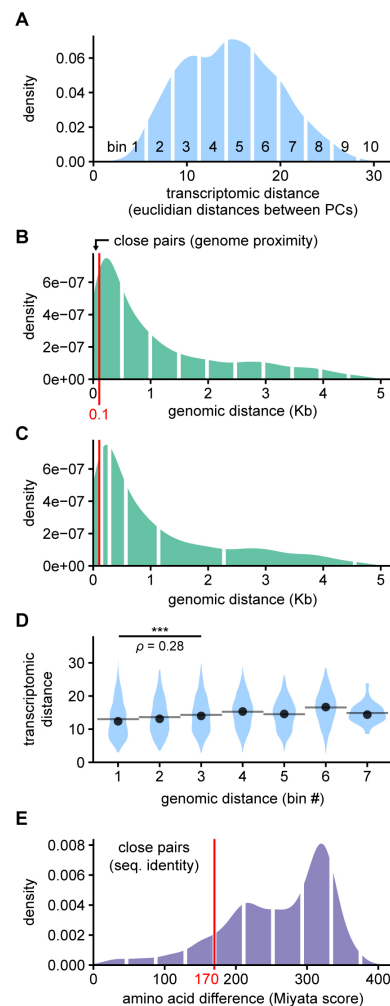 A
density
0.06
0.04
0.02
0.00
bin 1 2 3 4 5 6 7 8 9 10
0 10 20 30
transcriptomic distance
(euclidian distances between PCs)
B
close pairs (genome proximity)
density
6e−07
4e−07
2e−07
0e+00
0 1 2 3 4 5
0.1
genomic distance (Kb)
C
density
6e−07
4e−07
2e−07
0e+00
0 1 2 3 4 5
genomic distance (Kb)
D
***
ρ = 0.28
transcriptomic
distance
30
20
10
0
1 2 3 4 5 6 7
genomic distance (bin #)
E
close pairs
(seq. identity)
density
0.008
0.006
0.004
0.002
0.000
0 100 200 300 400
170
amino acid difference (Miyata score)